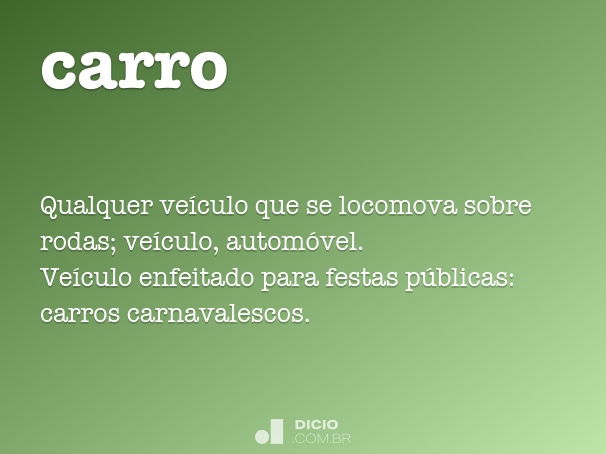 carro
Qualquer veículo que se locomova sobre
rodas; veículo, automóvel.
Veículo enfeitado para festas públicas:
carros carnavalescos.
DICIO
.COM.BR